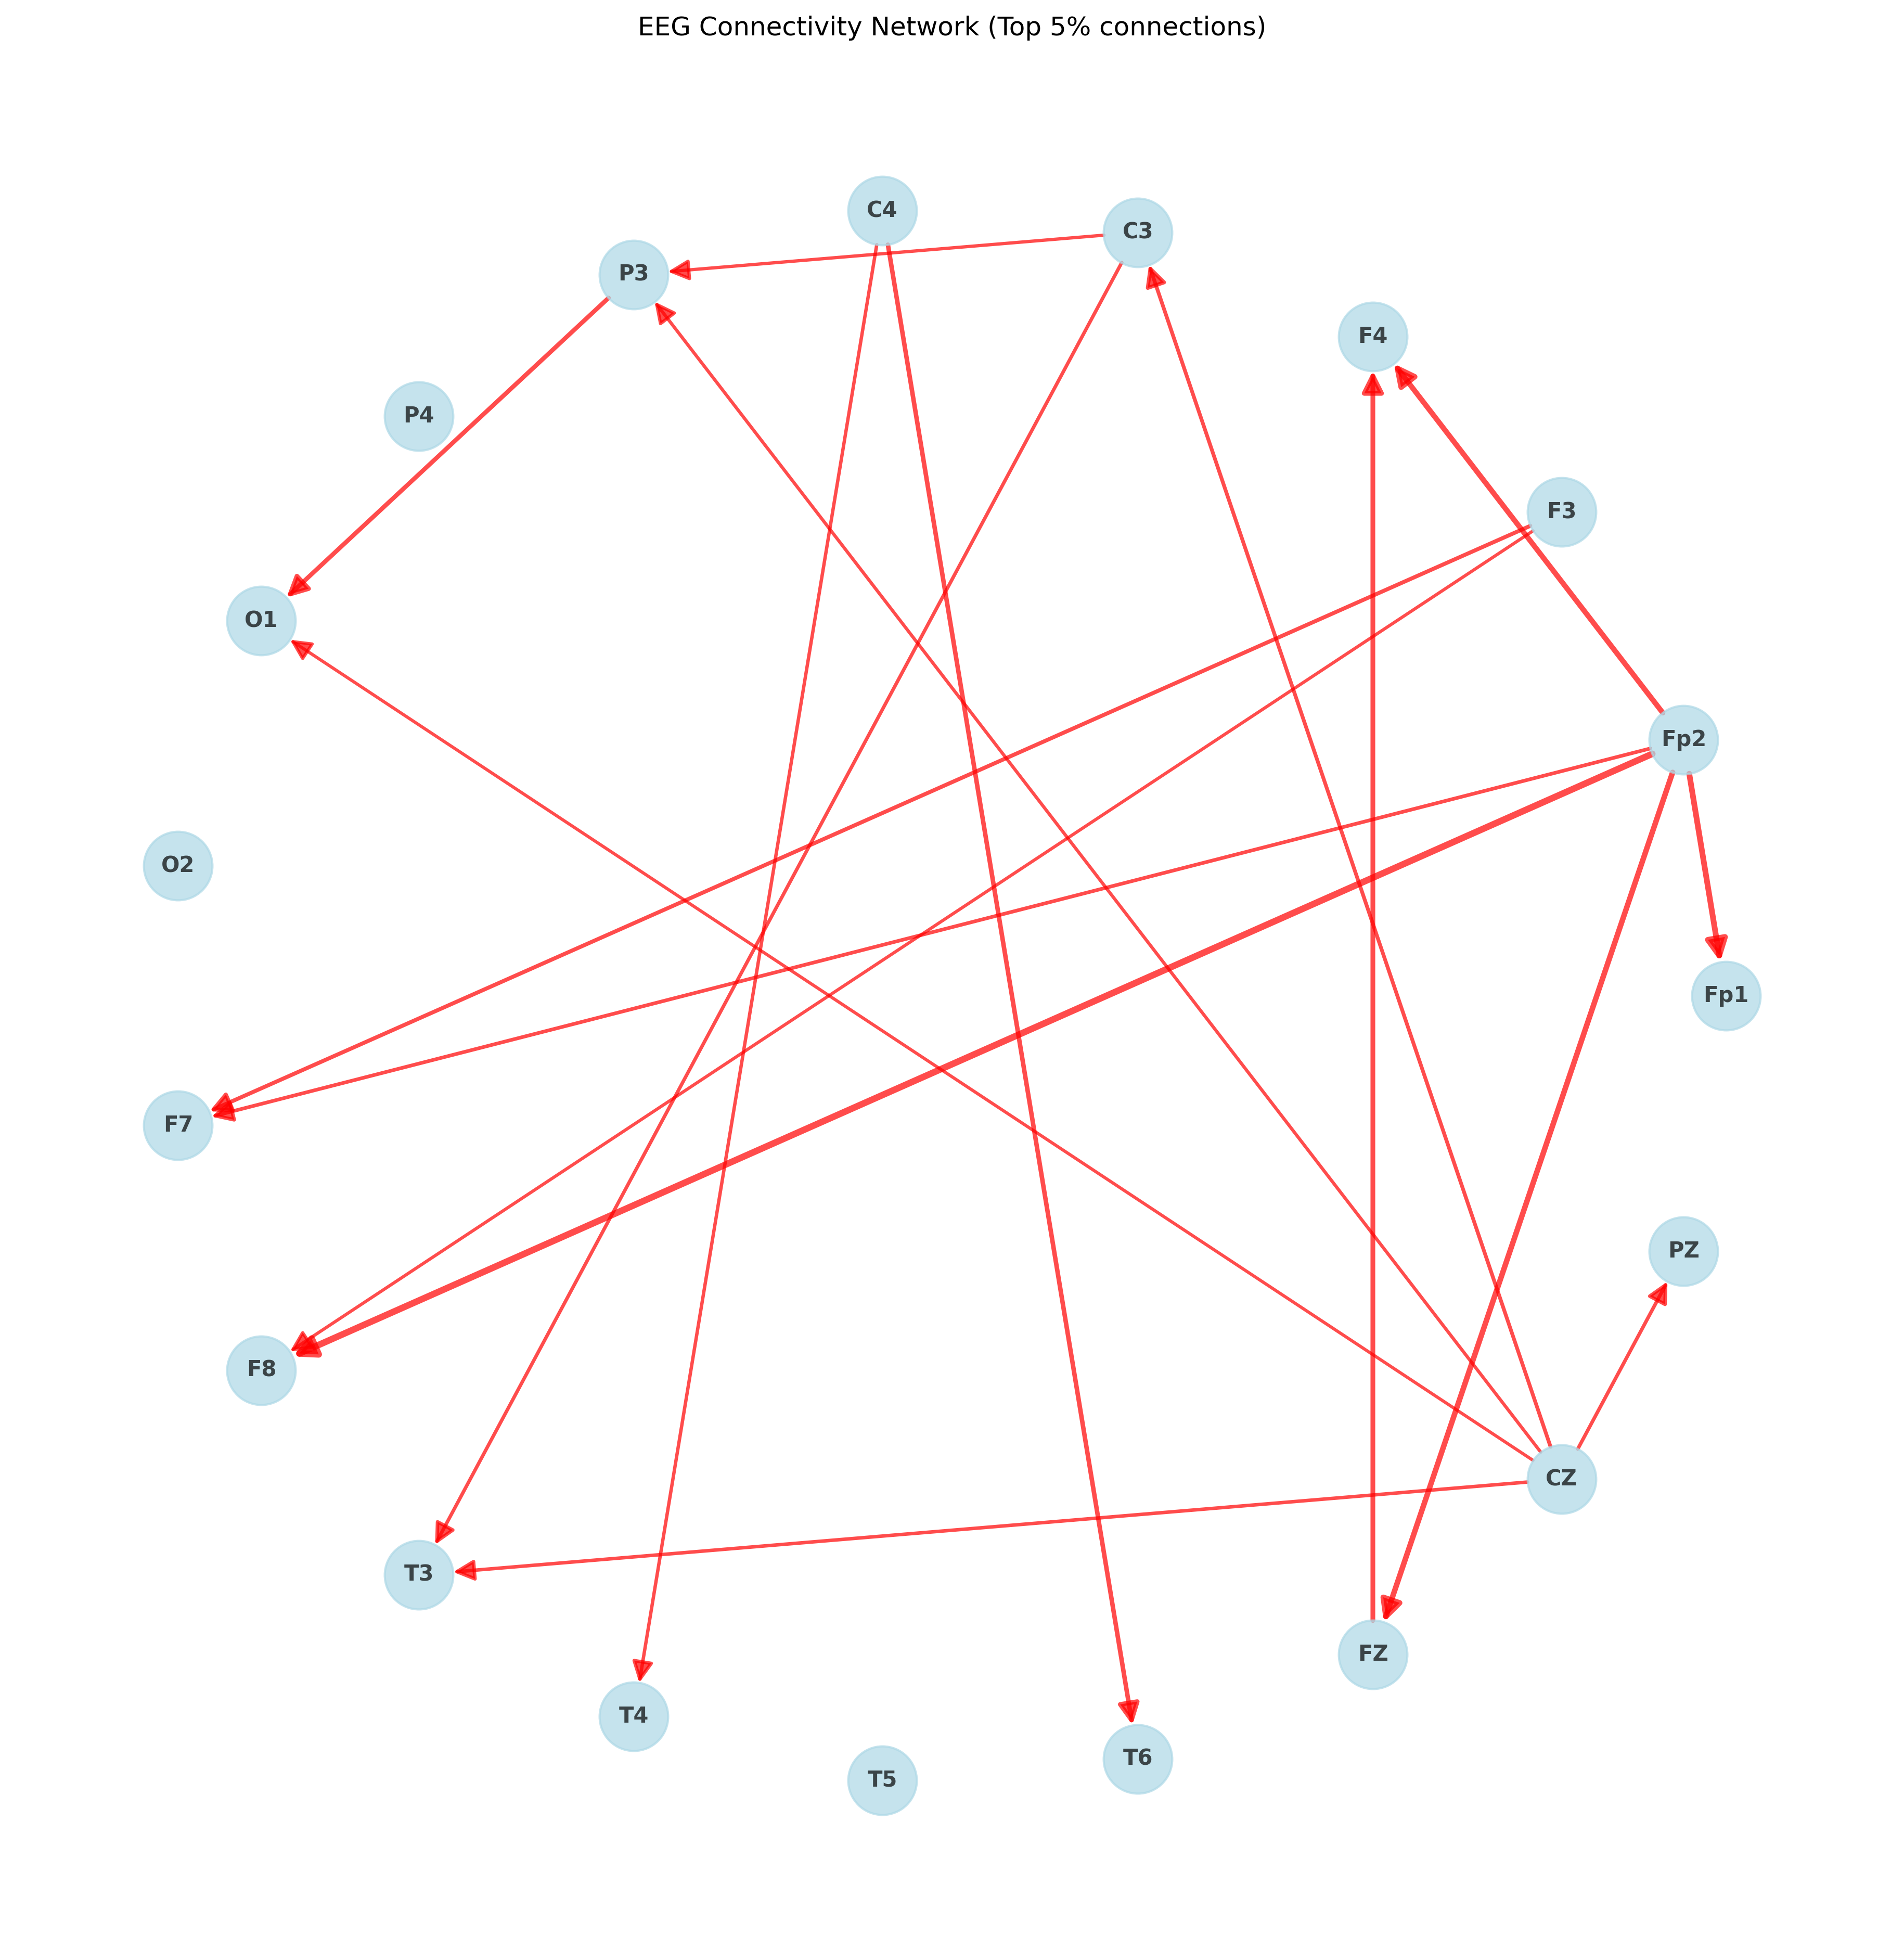 EEG Connectivity Network (Top 5% connections)
C4
C3
P3
F4
P4
F3
O1
Fp2
O2
Fp1
F7
PZ
F8
CZ
T3
FZ
T4
T6
T5